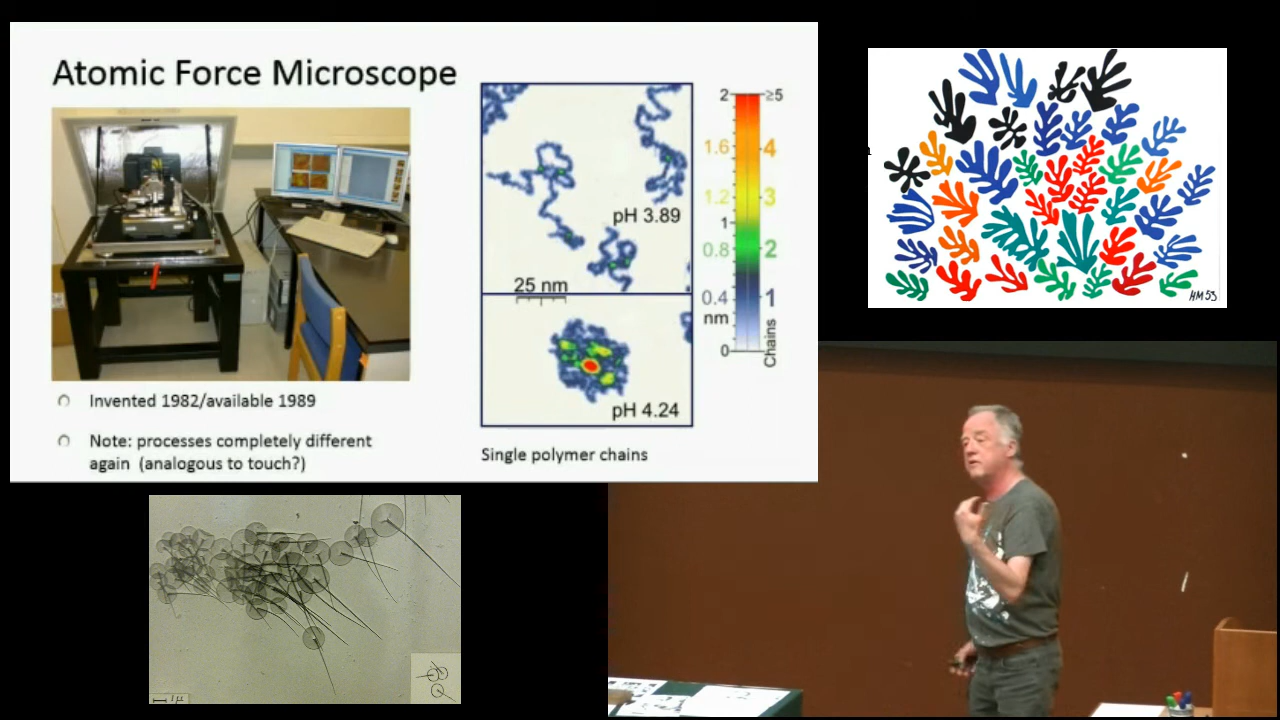 Atomic Force Microscope
Invented 1982/available 1989
Note: processes completely different
again (analogous to touch?)
pH 3.89
25 nm
pH 4.24
Single polymer chains
2
≥5
1.6
4
1.2
3
1
0.8
2
0.4
1
nm
0
Chains
HM 53
1 µ